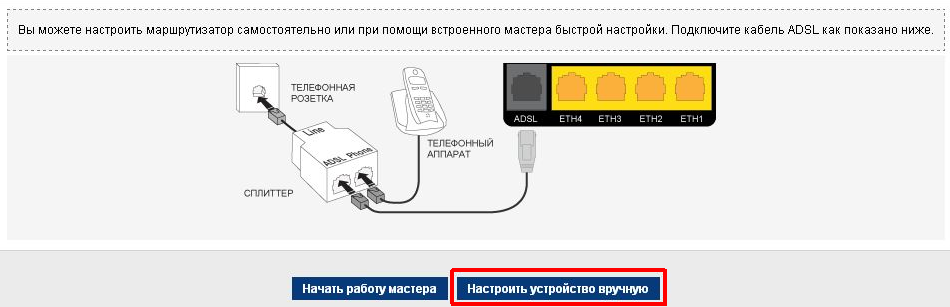 Вы можете настроить маршрутизатор самостоятельно или при помощи встроенного мастера быстрой настройки. Подключите кабель ADSL как показано ниже.
ТЕЛЕФОННАЯ
РОЗЕТКА
Line
ADSL Phone
ТЕЛЕФОННЫЙ
АППАРАТ
СПЛИТТЕР
ADSL ETH4 ETH3 ETH2 ETH1
Начать работу мастера
Настроить устройство вручную